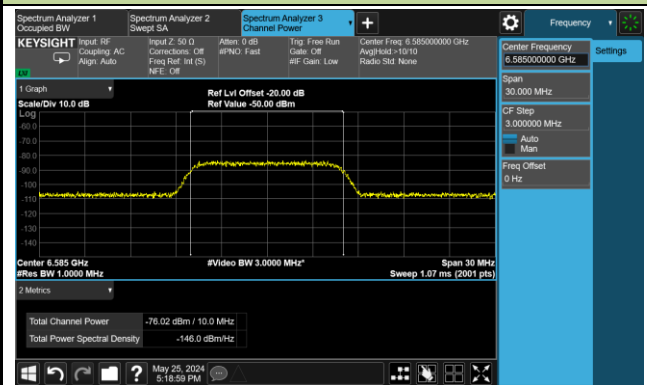 Spectrum Analyzer 1
Occupied BW
Spectrum Analyzer 2
Swept SA
Spectrum Analyzer 3
Channel Power
Frequency
KEYSIGHT
Input: RF
Coupling: AC
Align: Auto
Input Z: 50 Ω
Corrections: Off
Freq Ref: Int (S)
NFE: Off
Atten: 0 dB
#PNO: Fast
Trig: Free Run
Gate: Off
#IF Gain: Low
Center Freq: 6.585000000 GHz
Avg|Hold:>10/10
Radio Std: None
Center Frequency
6.585000000 GHz
Settings
Span
30.000 MHz
CF Step
3.000000 MHz
Auto
Man
Freq Offset
0 Hz
1 Graph
Scale/Div 10.0 dB
Ref Lvl Offset -20.00 dB
Ref Value -50.00 dBm
Log
-60.0
-70.0
-80.0
-90.0
-100
-110
-120
-130
-140
Center 6.585 GHz
#Video BW 3.0000 MHz*
Span 30 MHz
#Res BW 1.0000 MHz
Sweep 1.07 ms (2001 pts)
2 Metrics
Total Channel Power
-76.02 dBm / 10.0 MHz
Total Power Spectral Density
-146.0 dBm/Hz
?
May 25, 2024
5:18:59 PM